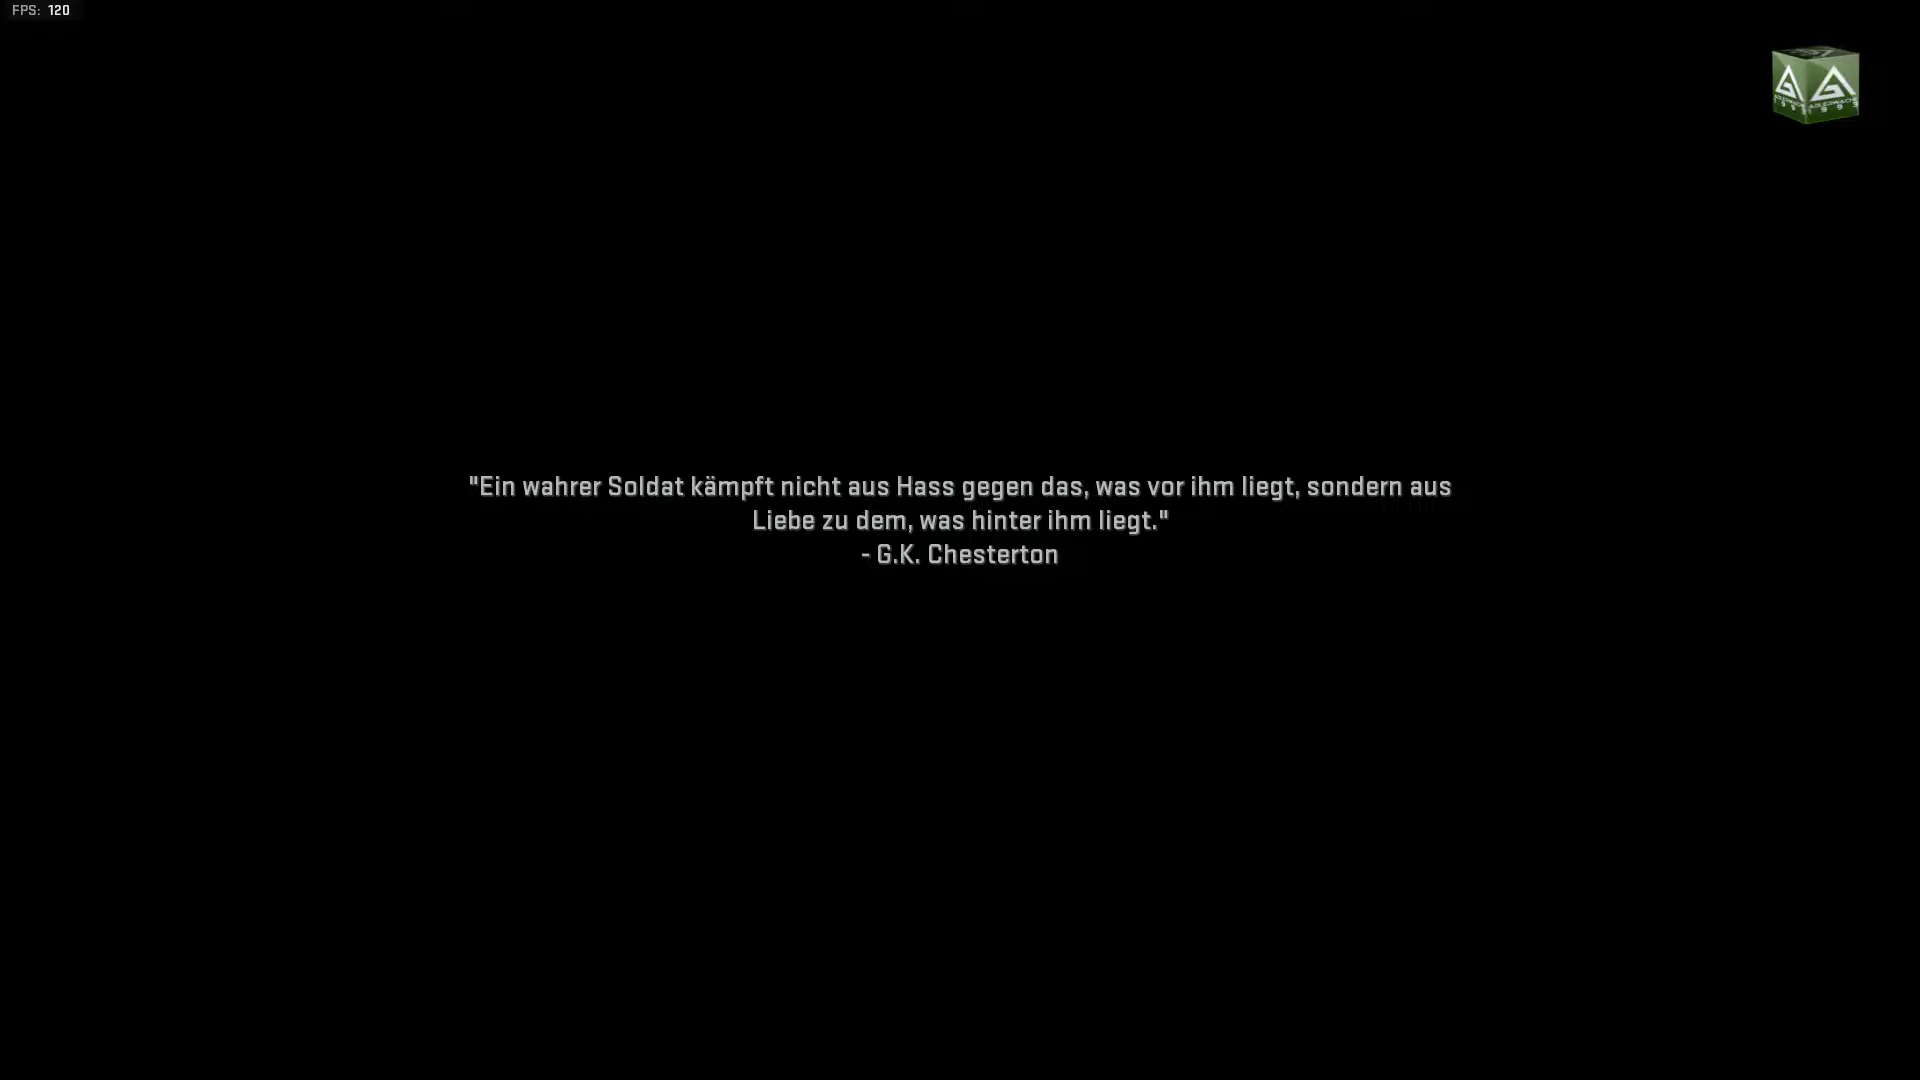 FPS: 120
"Ein wahrer Soldat kämpft nicht aus Hass gegen das, was vor ihm liegt, sondern aus
Liebe zu dem, was hinter ihm liegt."
- G.K. Chesterton